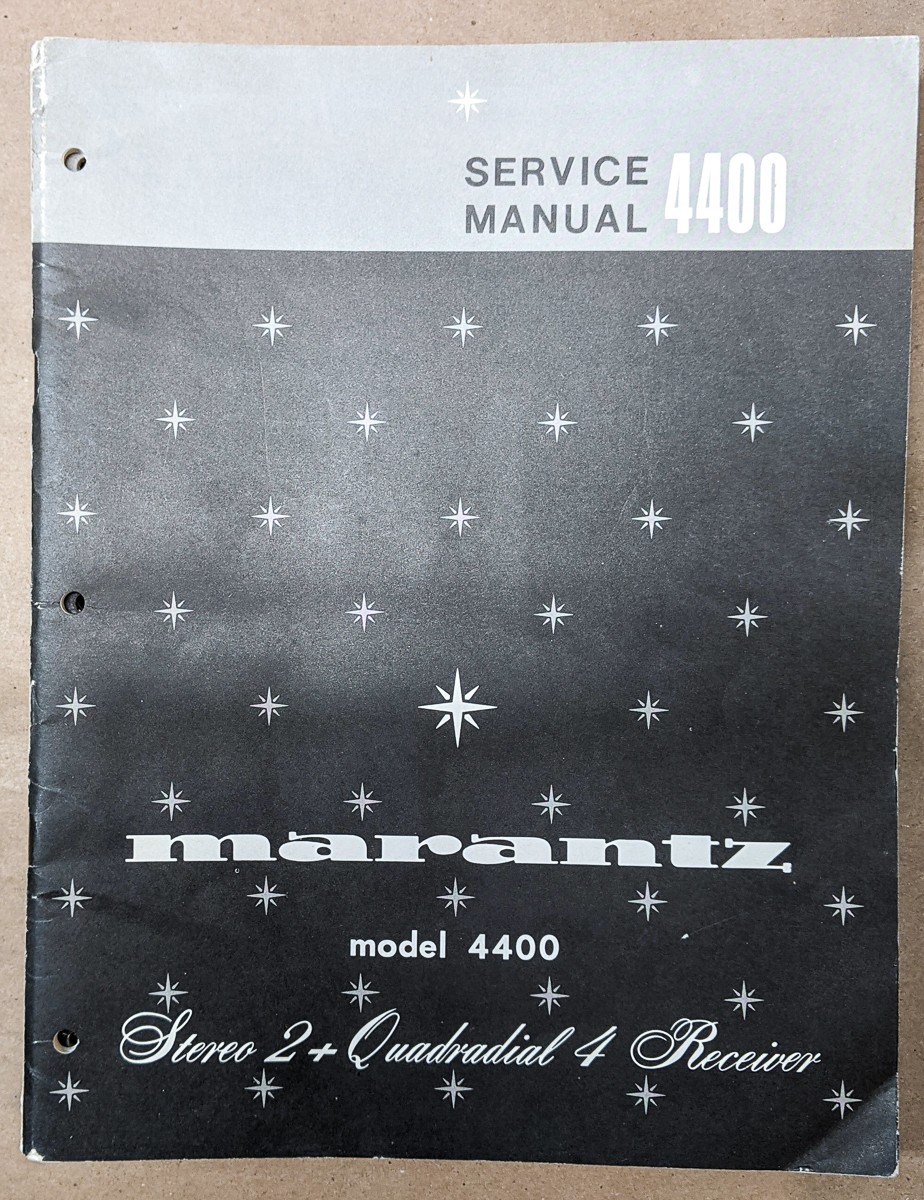 SERVICE
MANUAL 4400
marantz
model 4400
Stereo 2 + Quadradial 4 Receiver